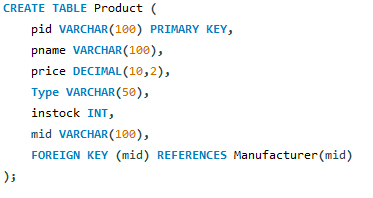 CREATE TABLE Product (
    pid VARCHAR(100) PRIMARY KEY,
    pname VARCHAR(100),
    price DECIMAL(10,2),
    Type VARCHAR(50),
    instock INT,
    mid VARCHAR(100),
    FOREIGN KEY (mid) REFERENCES Manufacturer(mid)
);